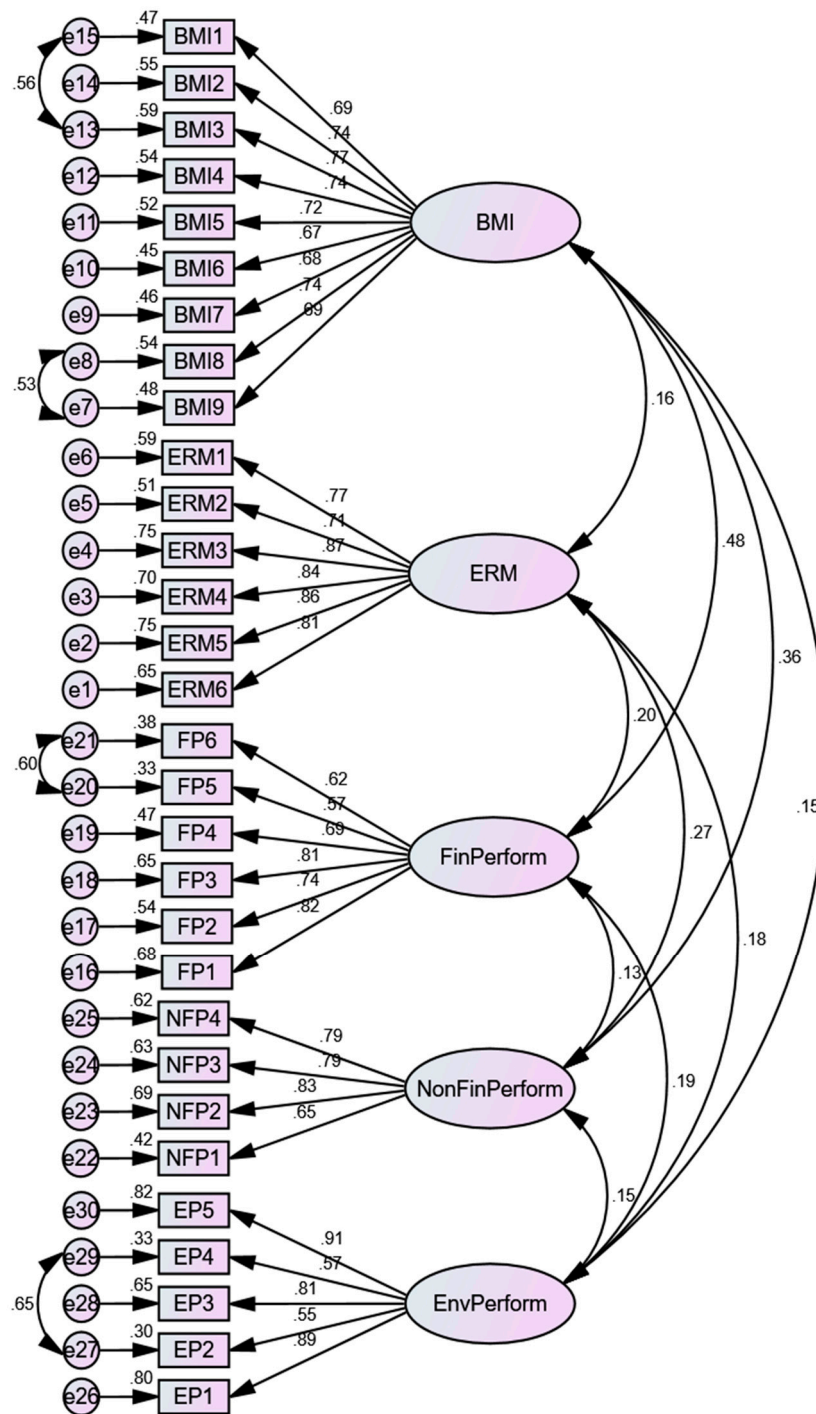 .47
e15 BMI1
.55
e14 BMI2
.56
.59
e13 BMI3
.54
e12 BMI4
.52
e11 BMI5
.45
e10 BMI6
.46
e9 BMI7
.54
e8 BMI8
.53
.48
e7 BMI9
.69
.74
.77
.74
.72
.67
.68
.74
.69
BMI
.59
e6 ERM1
.51
e5 ERM2
.75
e4 ERM3
.70
e3 ERM4
.75
e2 ERM5
.65
e1 ERM6
.77
.71
.87
.84
.86
.81
ERM
.38
e21 FP6
.60
.33
e20 FP5
.47
e19 FP4
.65
e18 FP3
.54
e17 FP2
.68
e16 FP1
.62
.57
.69
.81
.74
.82
FinPerform
.62
e25 NFP4
.63
e24 NFP3
.69
e23 NFP2
.42
e22 NFP1
.79
.79
.83
.65
NonFinPerform
.82
e30 EP5
.33
e29 EP4
.65
e28 EP3
.65
.30
e27 EP2
.80
e26 EP1
.91
.57
.81
.55
.89
EnvPerform
.16
.48
.36
.15
.20
.27
.18
.13
.19
.15